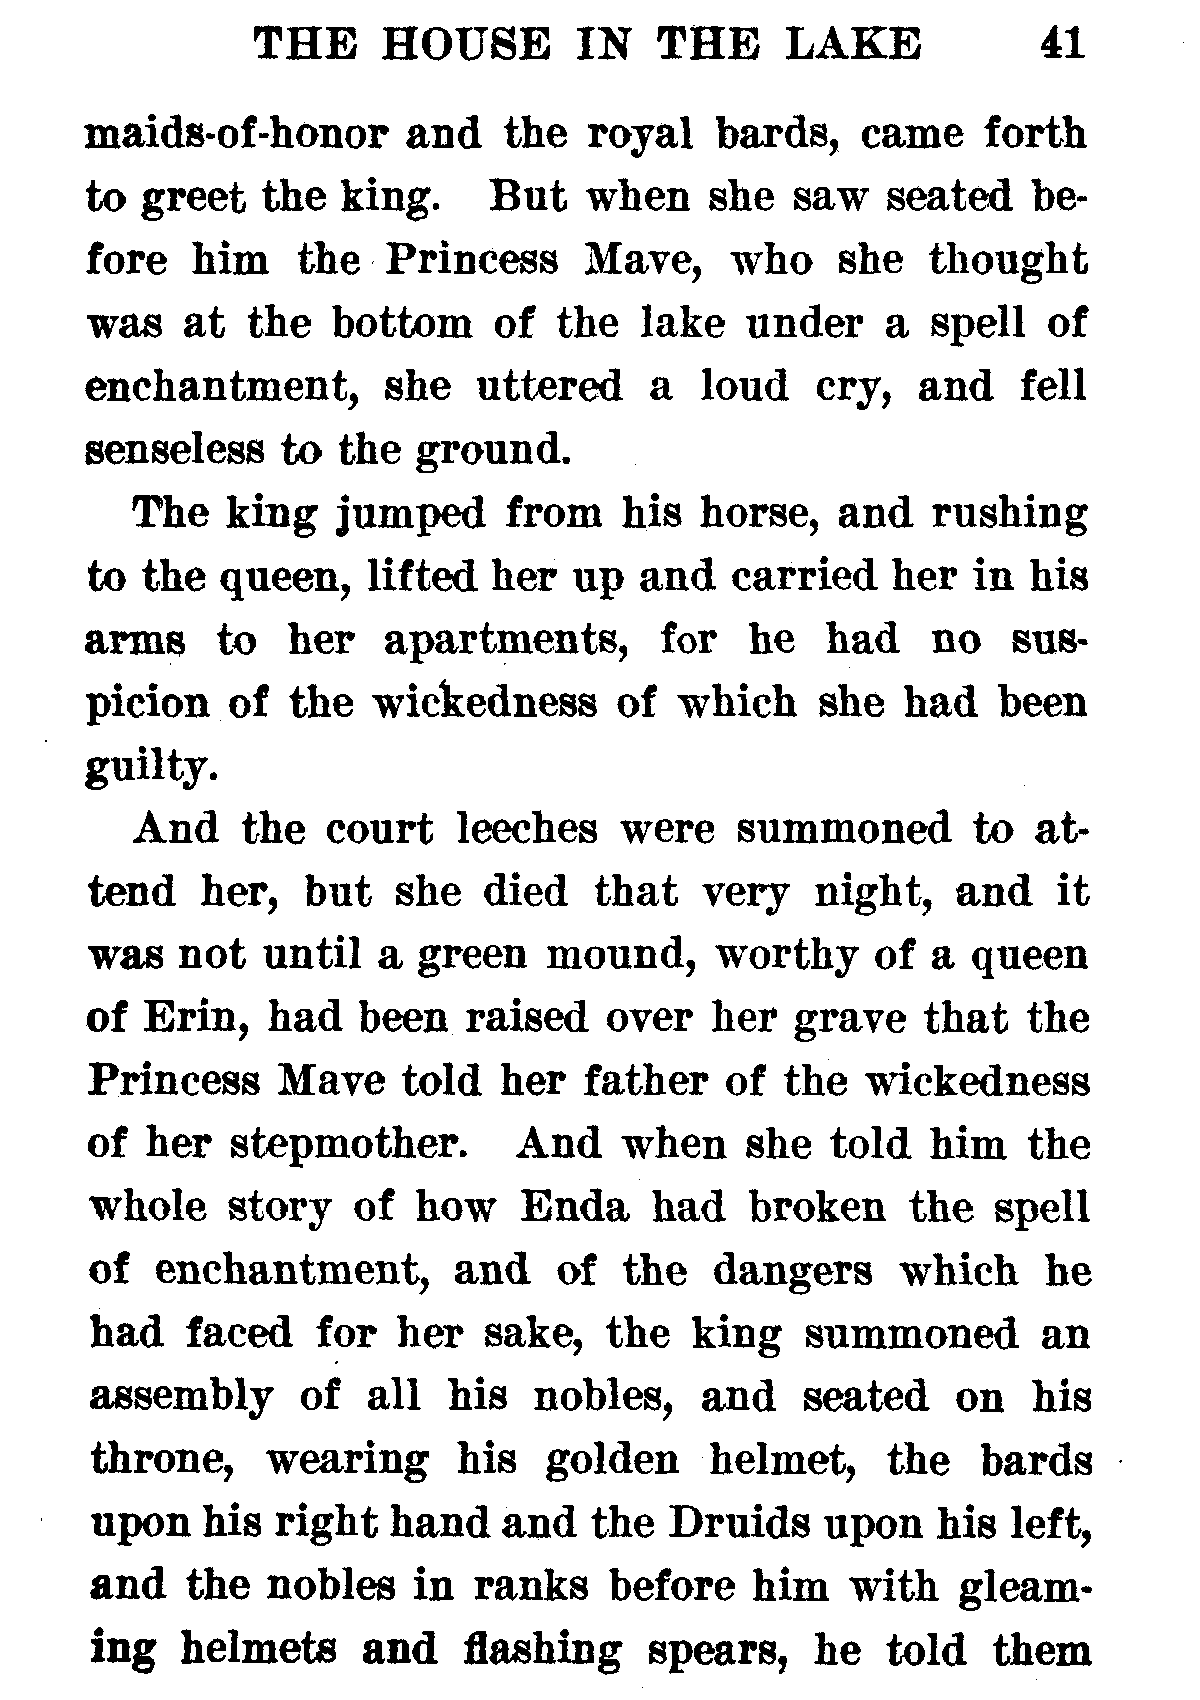 THE HOUSE IN THE LAKE 41
maids-of-honor and the royal bards, came forth
to greet the king. But when she saw seated be-
fore him the Princess Mave, who she thought
was at the bottom of the lake under a spell of
enchantment, she uttered a loud cry, and fell
senseless to the ground.
The king jumped from his horse, and rushing
to the queen, lifted her up and carried her in his
arms to her apartments, for he had no sus-
picion of the wickedness of which she had been
guilty.
And the court leeches were summoned to at-
tend her, but she died that very night, and it
was not until a green mound, worthy of a queen
of Erin, had been raised over her grave that the
Princess Mave told her father of the wickedness
of her stepmother. And when she told him the
whole story of how Enda had broken the spell
of enchantment, and of the dangers which he
had faced for her sake, the king summoned an
assembly of all his nobles, and seated on his
throne, wearing his golden helmet, the bards
upon his right hand and the Druids upon his left,
and the nobles in ranks before him with gleam-
ing helmets and flashing spears, he told them